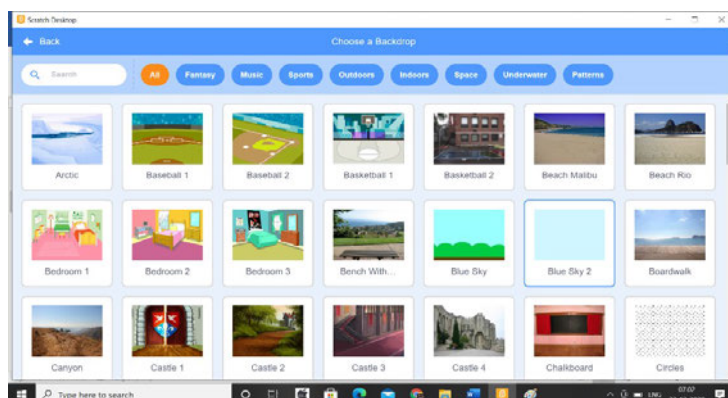 Scratch Desktop
Back
Choose a Backdrop
Search
All Fantasy Music Sports Outdoors Indoors Space Underwater Patterns
Arctic Baseball 1 Baseball 2 Basketball 1 Basketball 2 Beach Malibu Beach Rio
Bedroom 1 Bedroom 2 Bedroom 3 Bench With... Blue Sky Blue Sky 2 Boardwalk
Canyon Castle 1 Castle 2 Castle 3 Castle 4 Chalkboard Circles
Type here to search
ENG
07:07